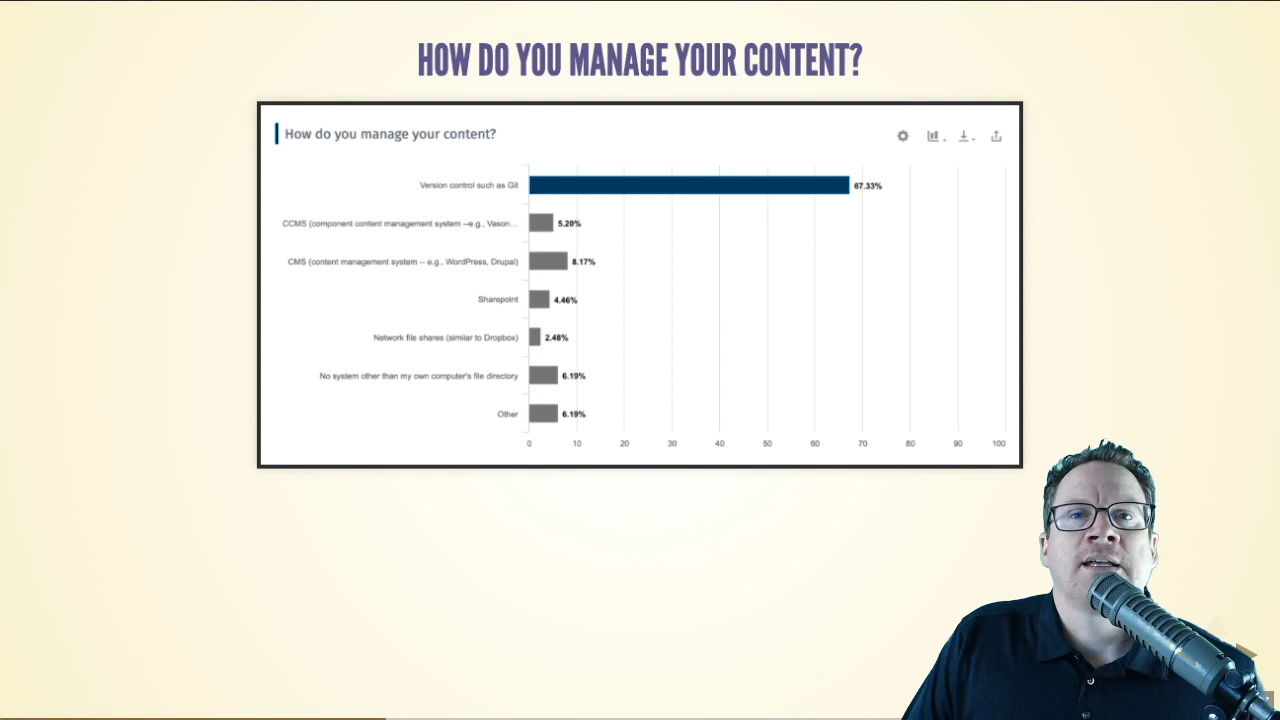 HOW DO YOU MANAGE YOUR CONTENT?
How do you manage your content?
Version control such as Git 67.33%
CCMS (component content management system --e.g., Vason... 5.20%
CMS (content management system -- e.g., WordPress, Drupal) 8.17%
Sharepoint 4.46%
Network file shares (similar to Dropbox) 2.48%
No system other than my own computer's file directory 6.19%
Other 6.19%
0 10 20 30 40 50 60 70 80 90 100